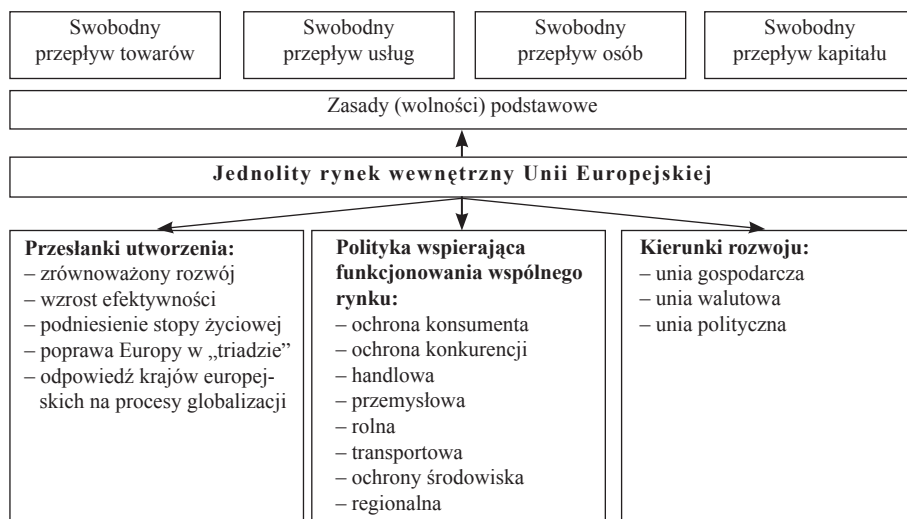 Swobodny
przepływ towarów
Swobodny
przepływ usług
Swobodny
przepływ osób
Swobodny
przepływ kapitału
Zasady (wolności) podstawowe
Jednolity rynek wewnętrzny Unii Europejskiej
Przesłanki utworzenia:
– zrównoważony rozwój
– wzrost efektywności
– podniesienie stopy życiowej
– poprawa Europy w „triadzie”
– odpowiedź krajów europej-
skich na procesy globalizacji
Polityka wspierająca
funkcjonowania wspólnego
rynku:
– ochrona konsumenta
– ochrona konkurencji
– handlowa
– przemysłowa
– rolna
– transportowa
– ochrony środowiska
– regionalna
Kierunki rozwoju:
– unia gospodarcza
– unia walutowa
– unia polityczna